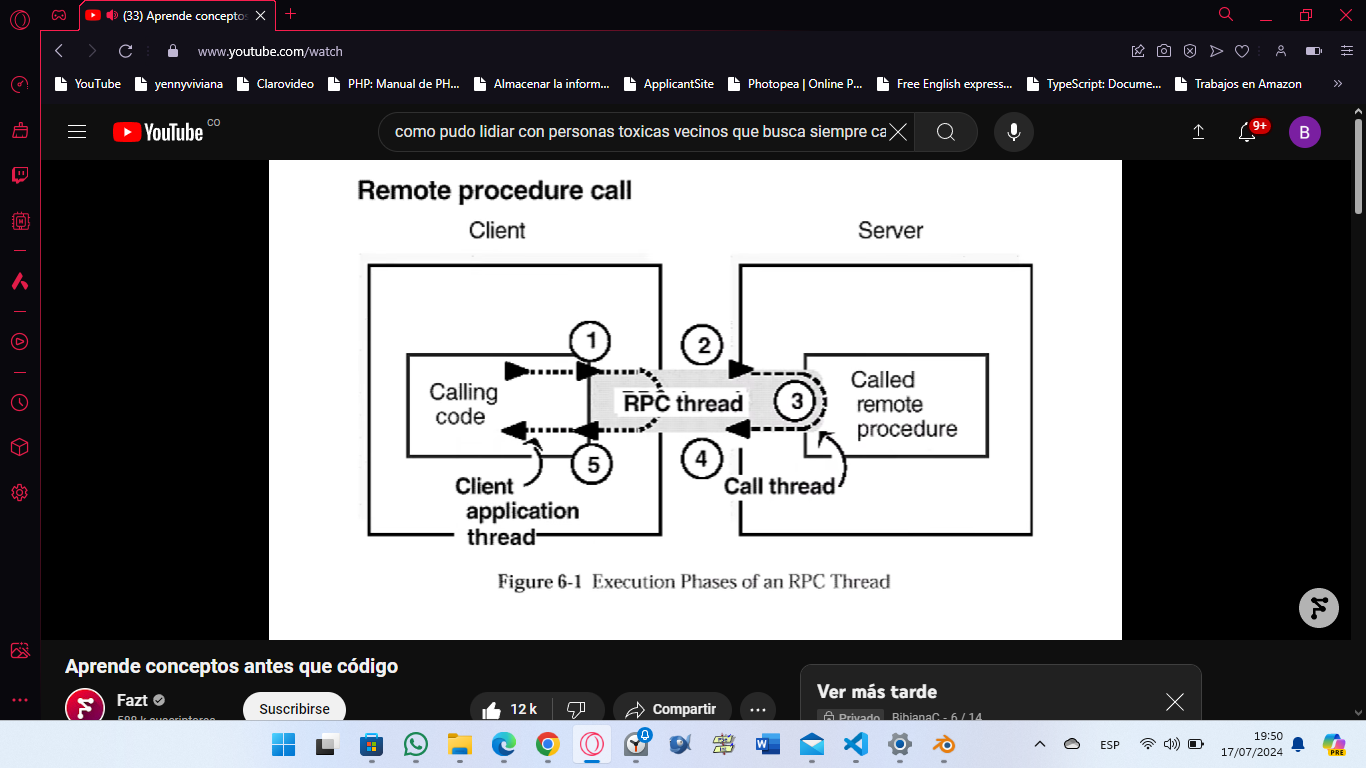 (33) Aprende conceptos
www.youtube.com/watch
YouTube
yennyviviana
Clarovideo
PHP: Manual de PH...
Almacenar la inform...
ApplicantSite
Photopea | Online P...
Free English express...
TypeScript: Docume...
Trabajos en Amazon
»
YouTube CO
como pudo lidiar con personas toxicas vecinos que busca siempre ca
9+
B
Remote procedure call
Client
Server
1
2
Calling
code
RPC thread
3
Called
remote
procedure
5
4
Client
application
thread
Call thread
Figure 6-1 Execution Phases of an RPC Thread
Aprende conceptos antes que código
Fazt
Suscribirse
12 k
Compartir
Ver más tarde
Privado
BibianaC - 6 / 14
ESP
19:50
17/07/2024
PRE